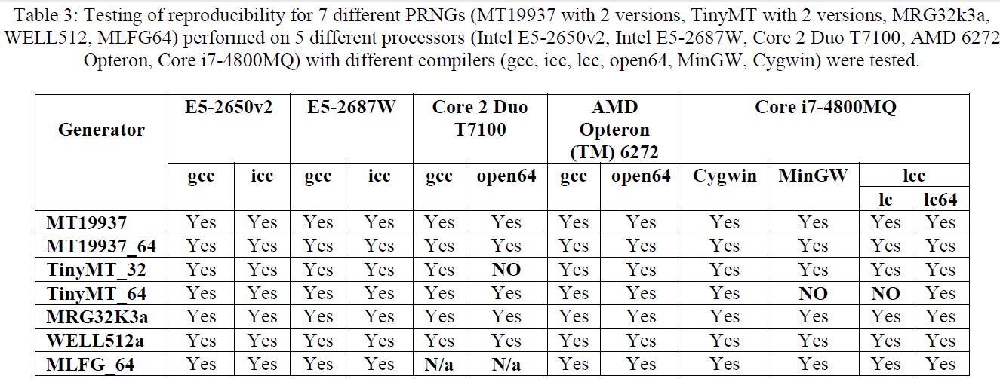 Table 3: Testing of reproducibility for 7 different PRNGs (MT19937 with 2 versions, TinyMT with 2 versions, MRG32k3a,
WELL512, MLFG64) performed on 5 different processors (Intel E5-2650v2, Intel E5-2687W, Core 2 Duo T7100, AMD 6272
Opteron, Core i7-4800MQ) with different compilers (gcc, icc, lcc, open64, MinGW, Cygwin) were tested.
Generator
E5-2650v2 E5-2687W Core 2 Duo T7100 AMD Opteron (TM) 6272 Core i7-4800MQ
gcc icc gcc icc gcc open64 gcc open64 Cygwin MinGW lcc
lc lc64
MT19937 Yes Yes Yes Yes Yes Yes Yes Yes Yes Yes Yes Yes
MT19937_64 Yes Yes Yes Yes Yes Yes Yes Yes Yes Yes Yes Yes
TinyMT_32 Yes Yes Yes Yes Yes NO Yes Yes Yes Yes Yes Yes
TinyMT_64 Yes Yes Yes Yes Yes Yes Yes Yes Yes NO NO Yes
MRG32K3a Yes Yes Yes Yes Yes Yes Yes Yes Yes Yes Yes Yes
WELL512a Yes Yes Yes Yes Yes Yes Yes Yes Yes Yes Yes Yes
MLFG_64 Yes Yes Yes Yes N/a N/a Yes Yes Yes Yes Yes Yes